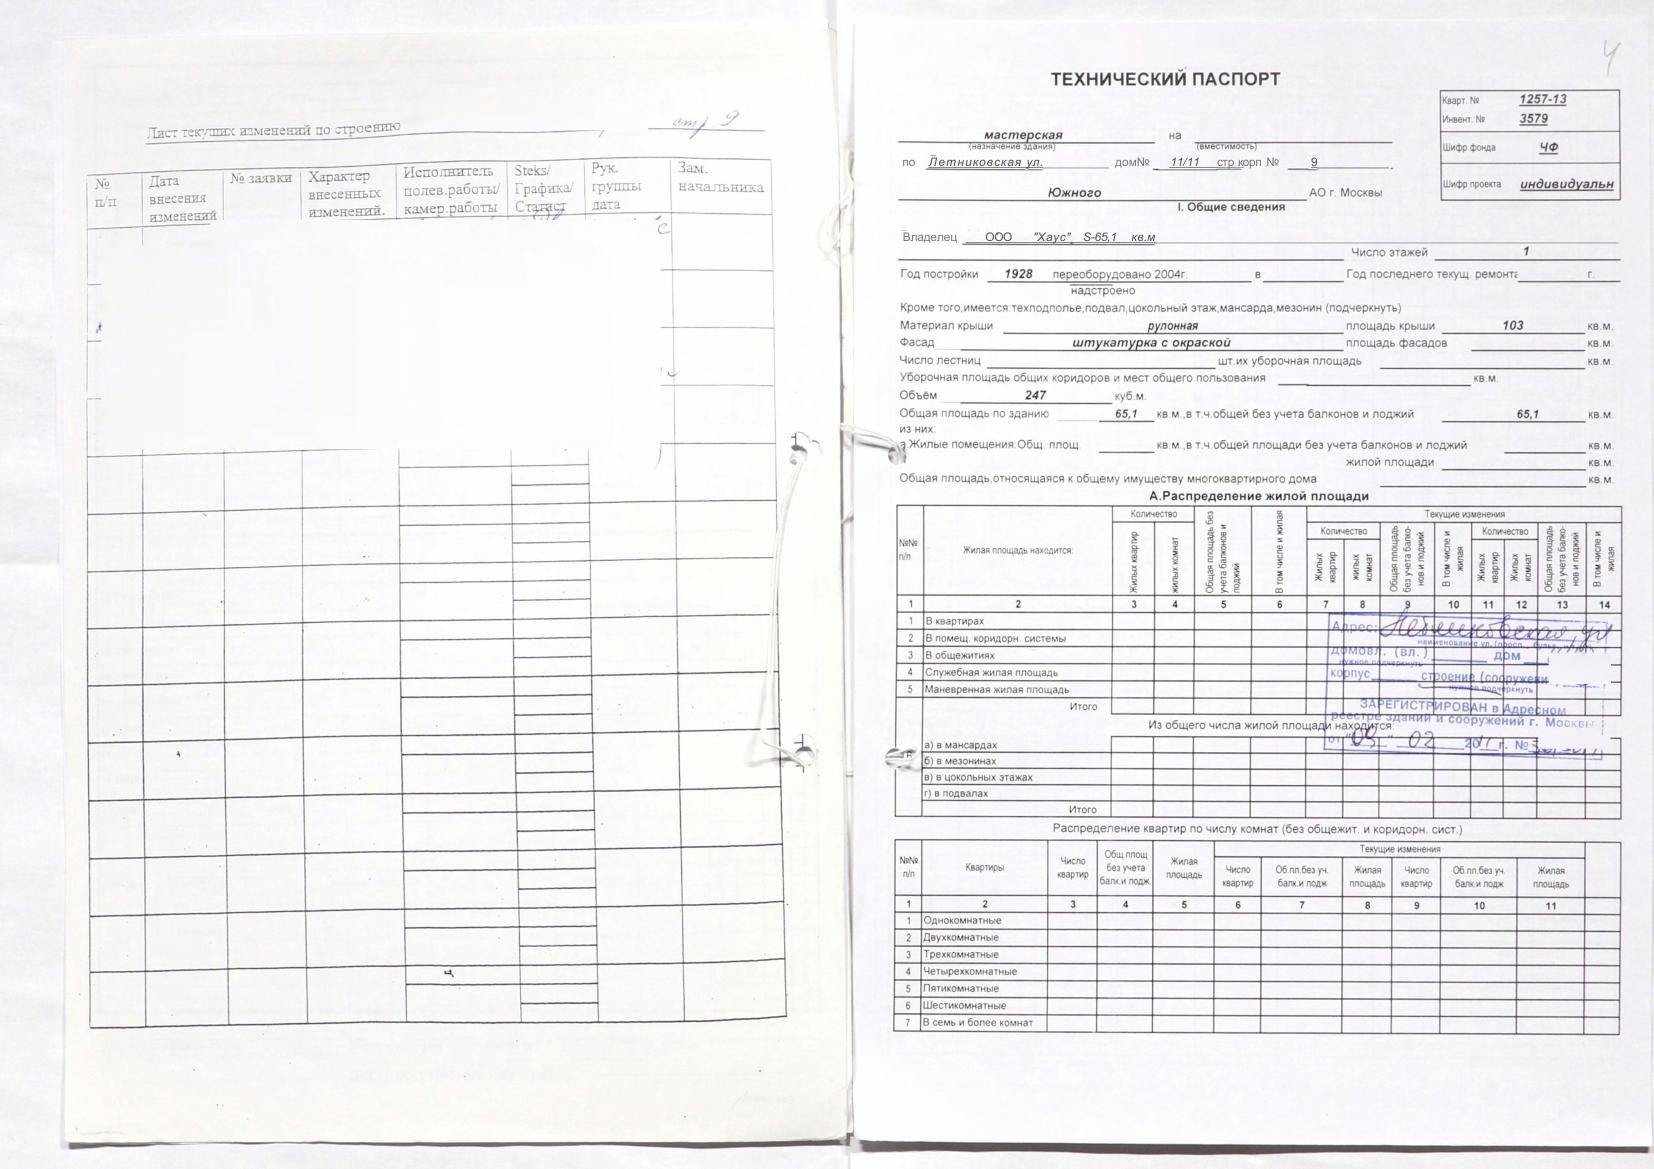 Лист текущих изменений по строению , стр 9
№ п/п
Дата внесения изменений
№ заявки
Характер внесенных изменений.
Исполнитель полев.работы/ камер.работы
Steks/ Графика/ Статист
Рук. группы дата
Зам. начальника
4
ТЕХНИЧЕСКИЙ ПАСПОРТ
Кварт. № 1257-13
Инвент. № 3579
Шифр фонда ЧФ
Шифр проекта индивидуальн
мастерская на
(назначение здания) (вместимость)
по Летниковская ул. дом№ 11/11 стр.корп № 9 .
Южного АО г. Москвы
I. Общие сведения
Владелец ООО "Хаус" S-65,1 кв.м
Число этажей 1
Год постройки 1928 переоборудовано 2004г. в Год последнего текущ. ремонта г.
надстроено
Кроме того,имеется:техподполье,подвал,цокольный этаж,мансарда,мезонин (подчеркнуть)
Материал крыши рулонная площадь крыши 103 кв.м.
Фасад штукатурка с окраской площадь фасадов кв.м.
Число лестниц шт.их уборочная площадь кв.м.
Уборочная площадь общих коридоров и мест общего пользования кв.м.
Объём 247 куб.м.
Общая площадь по зданию 65,1 кв.м.,в т.ч.общей без учета балконов и лоджий 65,1 кв.м.
из них:
а.Жилые помещения:Общ. площ. кв.м.,в т.ч.общей площади без учета балконов и лоджий кв.м.
жилой площади кв.м.
Общая площадь,относящаяся к общему имуществу многоквартирного дома кв.м.
А.Распределение жилой площади
№№ п/п
Жилая площадь находится:
Количество
Жилых квартир
жилых комнат
Общая площадь без учета балконов и лоджий
В том числе и жилая
Текущие изменения
Количество
Жилых квартир
жилых комнат
Общая площадь без учета балко- нов и лоджий
В том числе и жилая
Количество
Жилых квартир
Жилых комнат
Общая площадь без учета балко- нов и лоджий
В том числе и жилая
1 2 3 4 5 6 7 8 9 10 11 12 13 14
1 В квартирах
2 В помещ. коридорн. системы
3 В общежитиях
4 Служебная жилая площадь
5 Маневренная жилая площадь
Итого
Адрес: Летниковская, ул
наименование ул. (просп.
домовл. (вл.) дом
нужное подчеркнуть
корпус строение (сооружени
нужное подчеркнуть
ЗАРЕГИСТРИРОВАН в Адресном
реестре зданий и сооружений г. Москвы
от "09" 02 2011 г. №
Из общего числа жилой площади находится:
а) в мансардах
б) в мезонинах
в) в цокольных этажах
г) в подвалах
Итого
Распределение квартир по числу комнат (без общежит. и коридорн. сист.)
№№ п/п
Квартиры
Число квартир
Общ.площ без учета балк.и лодж.
Жилая площадь
Текущие изменения
Число квартир
Об.пл.без уч. балк.и лодж
Жилая площадь
Число квартир
Об.пл.без уч. балк.и лодж
Жилая площадь
1 2 3 4 5 6 7 8 9 10 11
1 Однокомнатные
2 Двухкомнатные
3 Трехкомнатные
4 Четырехкомнатные
5 Пятикомнатные
6 Шестикомнатные
7 В семь и более комнат